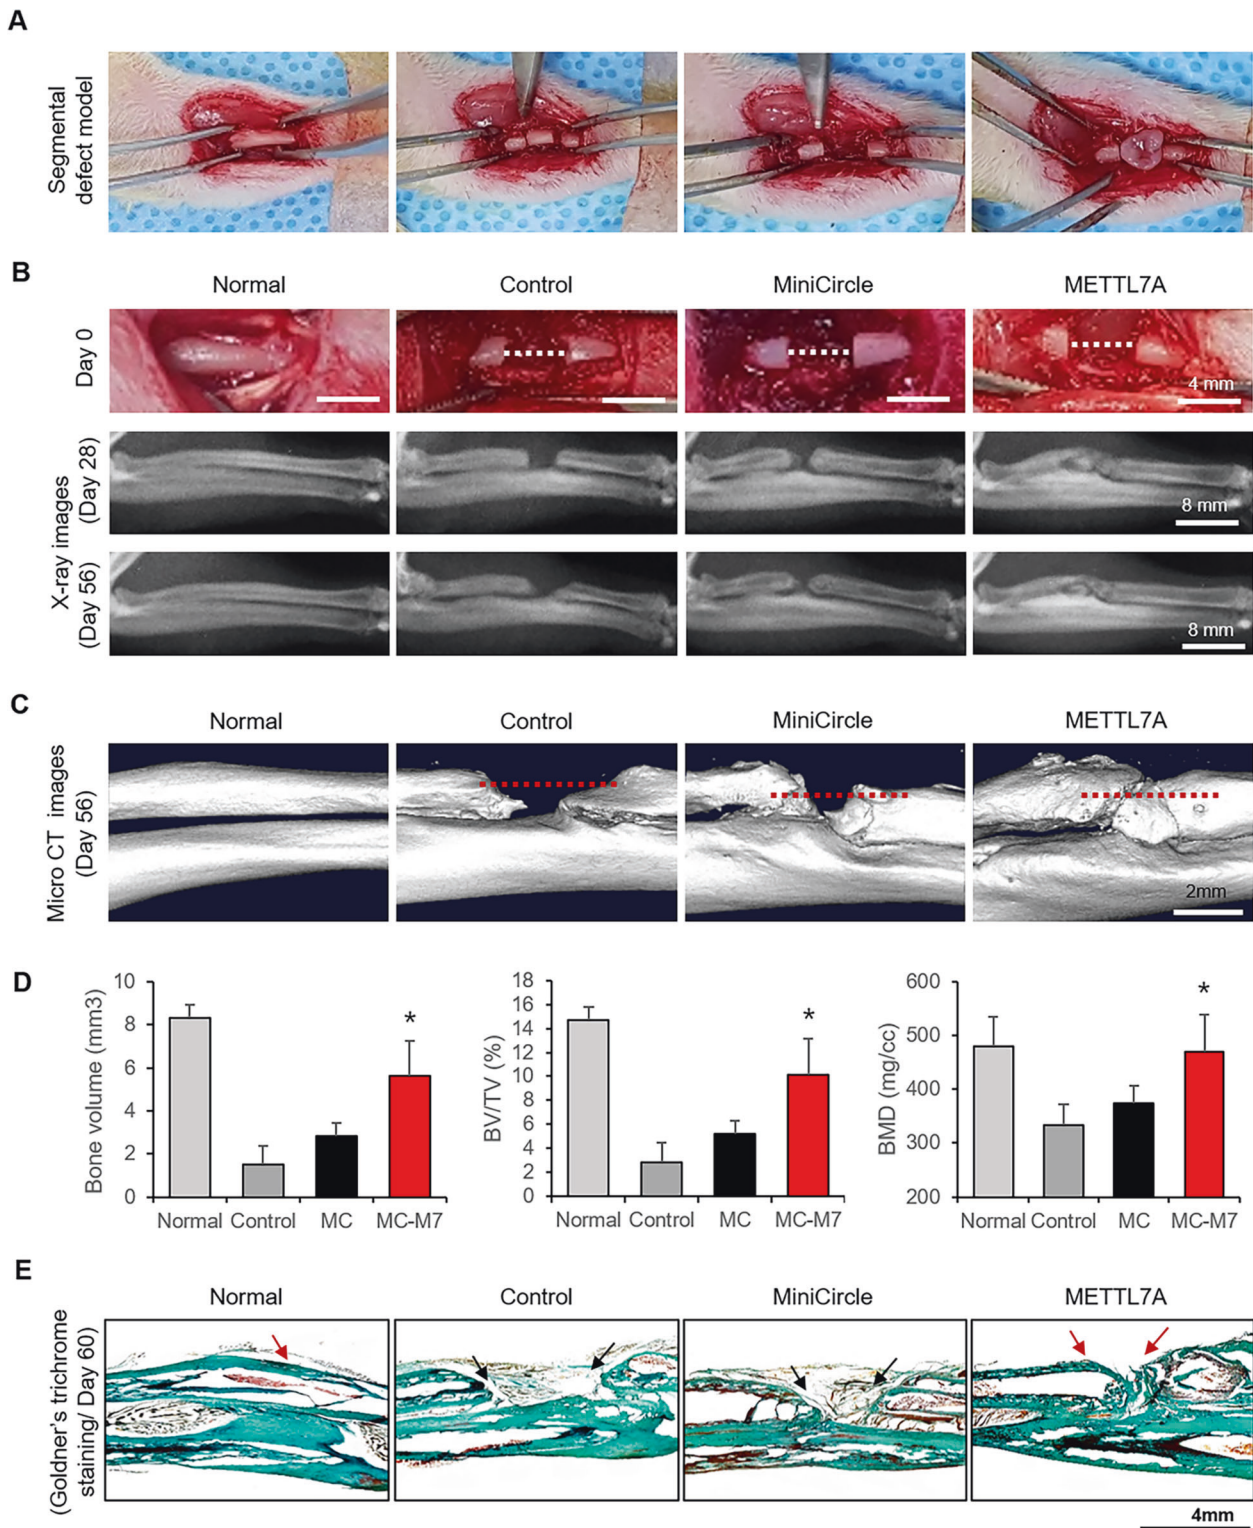 A
Segmental
defect model
B
Normal
Control
MiniCircle
METTL7A
Day 0
4 mm
X-ray images
(Day 28)
8 mm
(Day 56)
8 mm
C
Normal
Control
MiniCircle
METTL7A
Micro CT images
(Day 56)
2mm
D
Bone volume (mm3)
10
8
6
4
2
0
*
Normal
Control
MC
MC-M7
BV/TV (%)
18
16
14
12
10
8
6
4
2
0
*
Normal
Control
MC
MC-M7
BMD (mg/cc)
600
500
400
300
200
*
Normal
Control
MC
MC-M7
E
Normal
Control
MiniCircle
METTL7A
(Goldner's trichrome
staining/ Day 60)
4mm